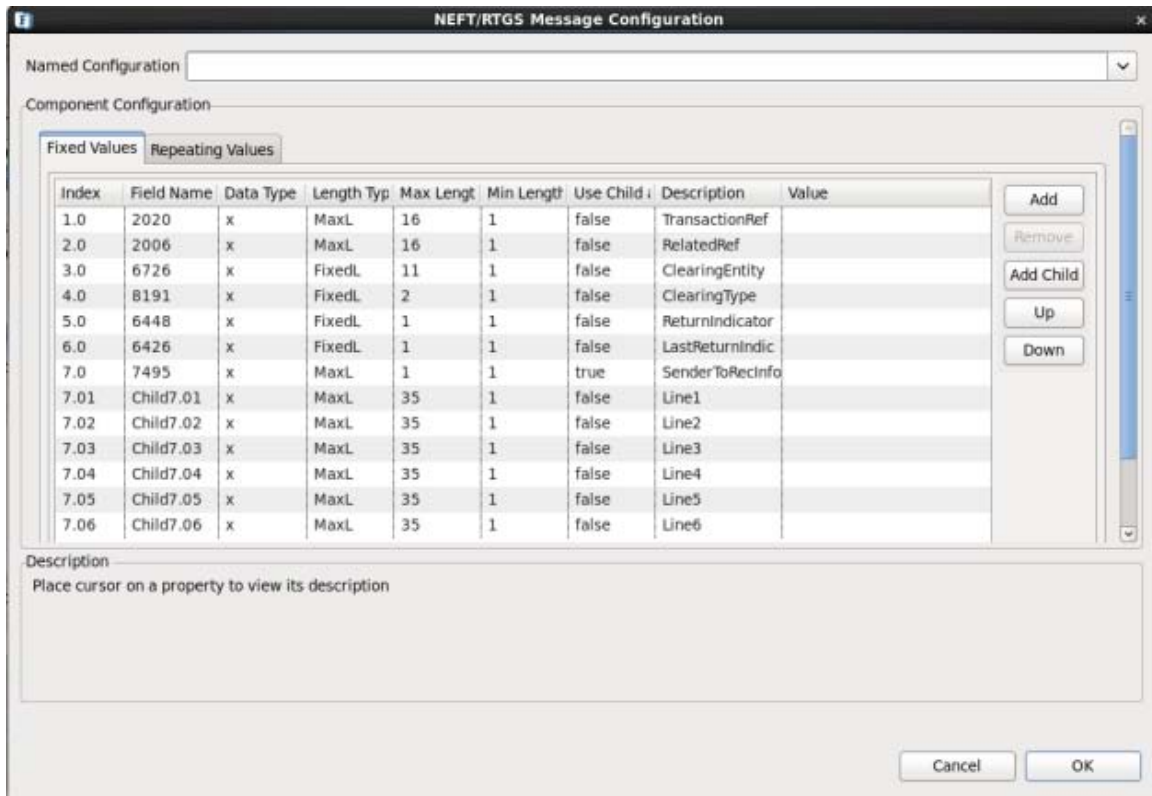 NEFT/RTGS Message Configuration
Named Configuration
Component Configuration
Fixed Values Repeating Values
Index Field Name Data Type Length Typ Max Lengt Min Length Use Child Description Value
1.0 2020 x MaxL 16 1 false TransactionRef
2.0 2006 x MaxL 16 1 false RelatedRef
3.0 6726 x FixedL 11 1 false ClearingEntity
4.0 8191 x FixedL 2 1 false ClearingType
5.0 6448 x FixedL 1 1 false ReturnIndicator
6.0 6426 x FixedL 1 1 false LastReturnIndic
7.0 7495 x MaxL 1 1 true SenderToRecInfo
7.01 Child7.01 x MaxL 35 1 false Line1
7.02 Child7.02 x MaxL 35 1 false Line2
7.03 Child7.03 x MaxL 35 1 false Line3
7.04 Child7.04 x MaxL 35 1 false Line4
7.05 Child7.05 x MaxL 35 1 false Line5
7.06 Child7.06 x MaxL 35 1 false Line6
Add
Remove
Add Child
Up
Down
Description
Place cursor on a property to view its description
Cancel OK